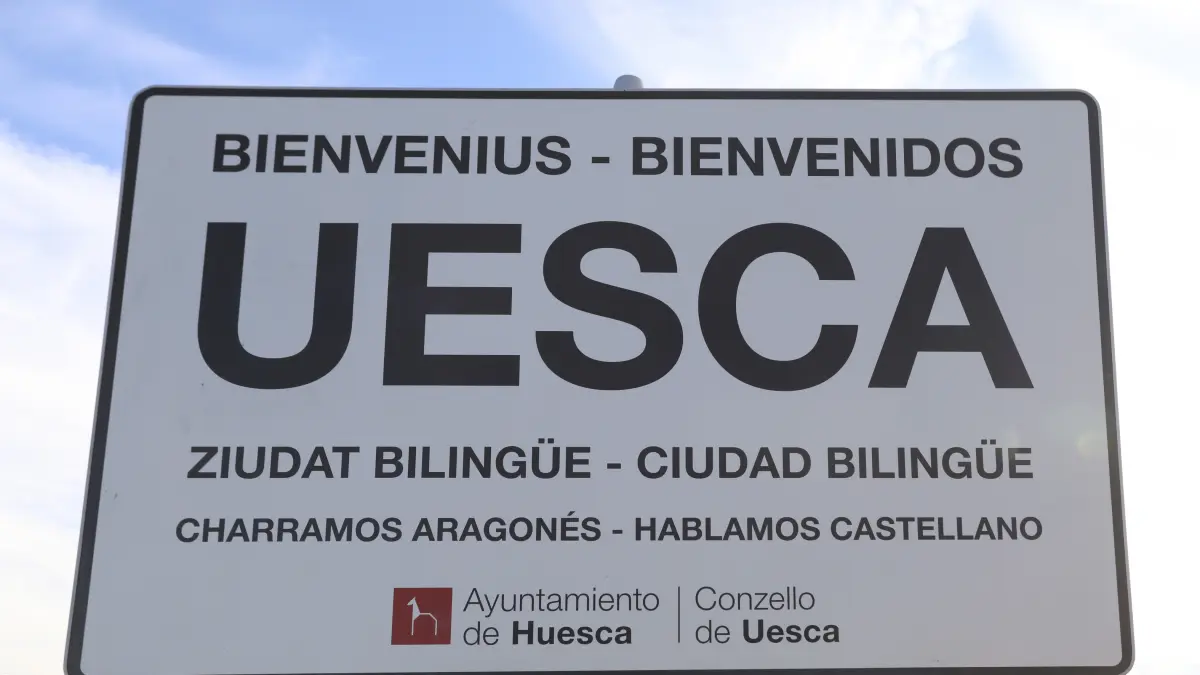 BIENVENIUS - BIENVENIDOS
UESCA
ZIUDAT BILINGÜE - CIUDAD BILINGÜE
CHARRAMOS ARAGONÉS - HABLAMOS CASTELLANO
Ayuntamiento
de Huesca
Conzello
de Uesca